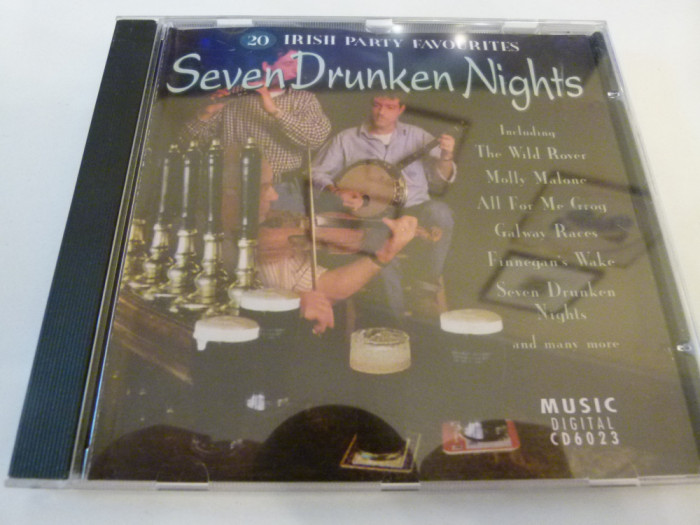 20 IRISH PARTY FAVOURITES
Seven Drunken Nights
Including
The Wild Rover
Molly Malone
All For Me Grog
Galway Races
Finnegan's Wake
Seven Drunken
Nights
and many more
MUSIC
DIGITAL
CD6023